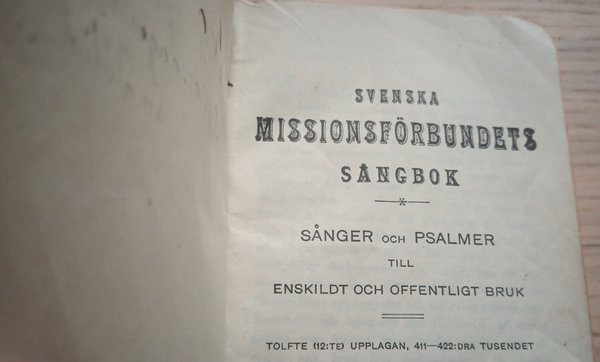 SVENSKA
MISSIONSFÖRBUNDETS
SÅNGBOK
SÅNGER OCH PSALMER
TILL
ENSKILDT OCH OFFENTLIGT BRUK
TOLFTE (12:TE) UPPLAGAN, 411—422:DRA TUSENDET